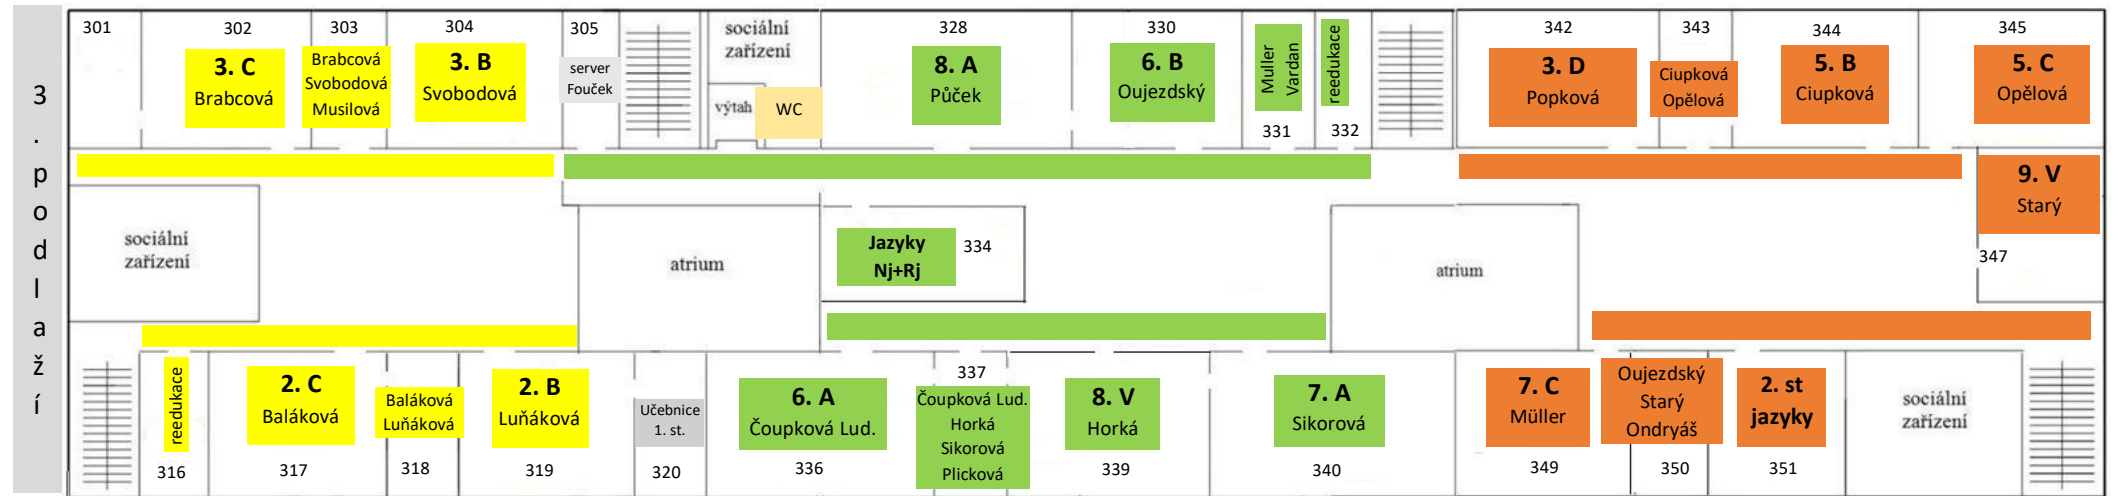 3. podlaží
301
302
3. C
Brabcová
303
Brabcová
Svobodová
Musilová
304
3. B
Svobodová
305
server
Fouček
sociální
zařízení
výtah
WC
328
8. A
Půček
330
6. B
Oujezdský
Muller
Vardan
331
reedukace
332
342
3. D
Popková
343
Ciupková
Opělová
344
5. B
Ciupková
345
5. C
Opělová
9. V
Starý
347
sociální
zařízení
atrium
Jazyky
Nj+Rj
334
atrium
reedukace
316
2. C
Baláková
317
Baláková
Luňáková
318
2. B
Luňáková
319
Učebnice
1. st.
320
6. A
Čoupková Lud.
336
337
Čoupková Lud.
Horká
Sikorová
Plicková
8. V
Horká
339
7. A
Sikorová
340
7. C
Müller
349
Oujezdský
Starý
Ondryáš
350
2. st
jazyky
351
sociální
zařízení